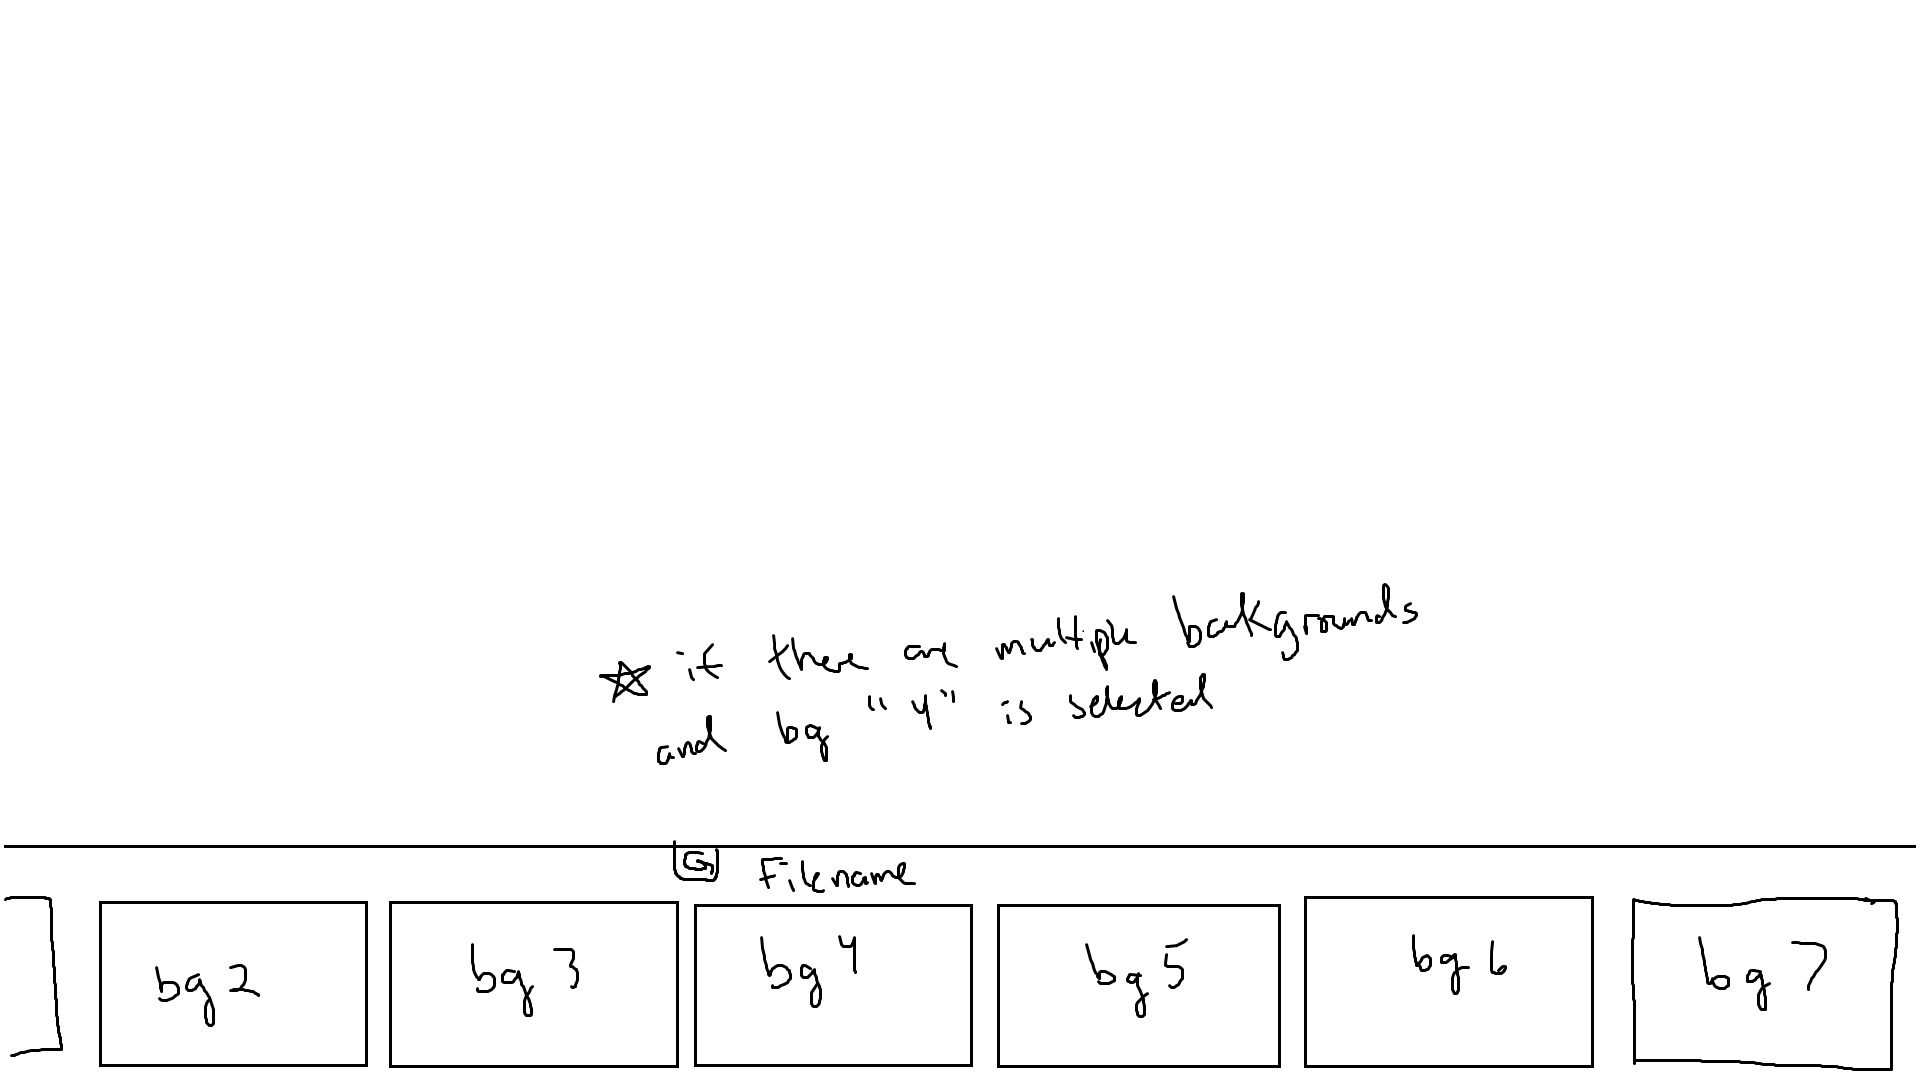 ☆ if there are multiple backgrounds
and bg "4" is selected
G Filename
bg 2 bg 3 bg 4 bg 5 bg 6 bg 7